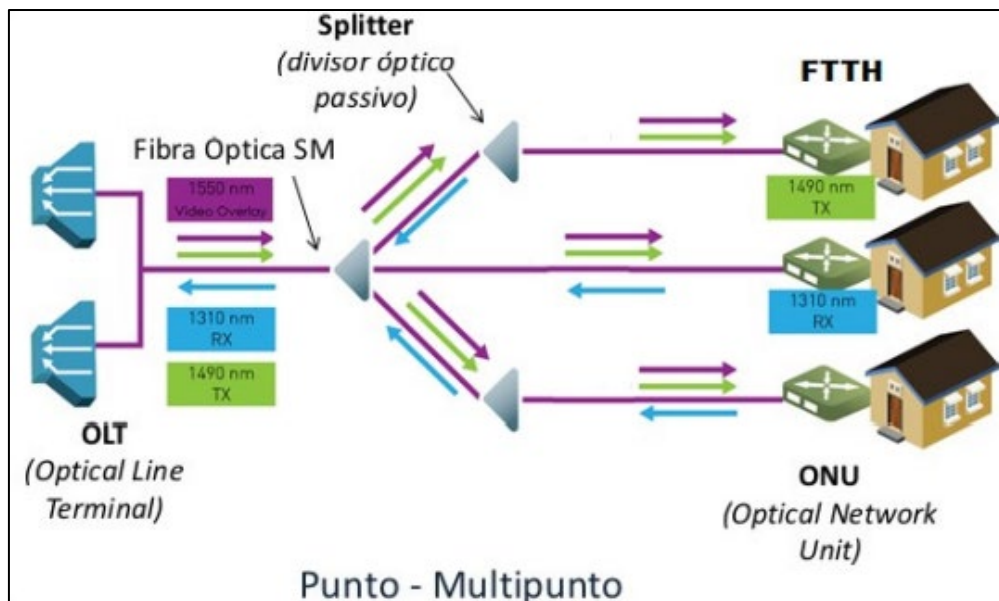 Splitter
(divisor óptico
passivo)
FTTH
Fibra Óptica SM
1550 nm
Video Overlay
1310 nm
RX
1490 nm
TX
1490 nm
TX
1310 nm
RX
OLT
(Optical Line
Terminal)
ONU
(Optical Network
Unit)
Punto - Multipunto